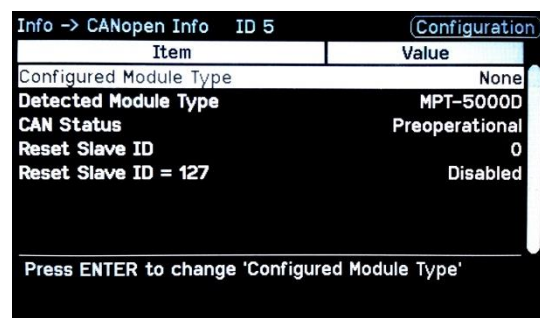 Info -> CANopen Info ID 5 Configuration
Item Value
Configured Module Type None
Detected Module Type MPT-5000D
CAN Status Preoperational
Reset Slave ID 0
Reset Slave ID = 127 Disabled
Press ENTER to change 'Configured Module Type'